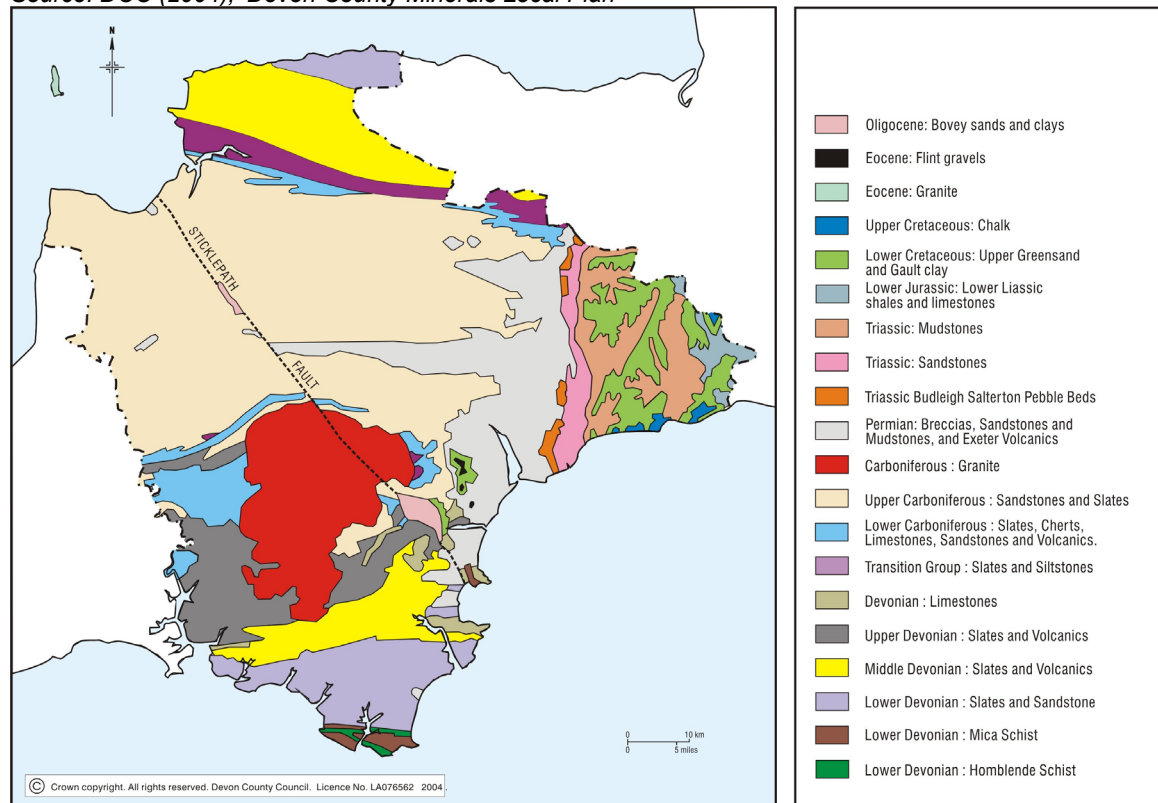 Source: DCC (2004), Devon County Minerals Local Plan
N
STICKLEPATH
FAULT
0 10 km
0 5 miles
© Crown copyright. All rights reserved. Devon County Council. Licence No. LA076562 2004.
Oligocene: Bovey sands and clays
Eocene: Flint gravels
Eocene: Granite
Upper Cretaceous: Chalk
Lower Cretaceous: Upper Greensand
and Gault clay
Lower Jurassic: Lower Liassic
shales and limestones
Triassic: Mudstones
Triassic: Sandstones
Triassic Budleigh Salterton Pebble Beds
Permian: Breccias, Sandstones and
Mudstones, and Exeter Volcanics
Carboniferous : Granite
Upper Carboniferous : Sandstones and Slates
Lower Carboniferous : Slates, Cherts,
Limestones, Sandstones and Volcanics.
Transition Group : Slates and Siltstones
Devonian : Limestones
Upper Devonian : Slates and Volcanics
Middle Devonian : Slates and Volcanics
Lower Devonian : Slates and Sandstone
Lower Devonian : Mica Schist
Lower Devonian : Homblende Schist